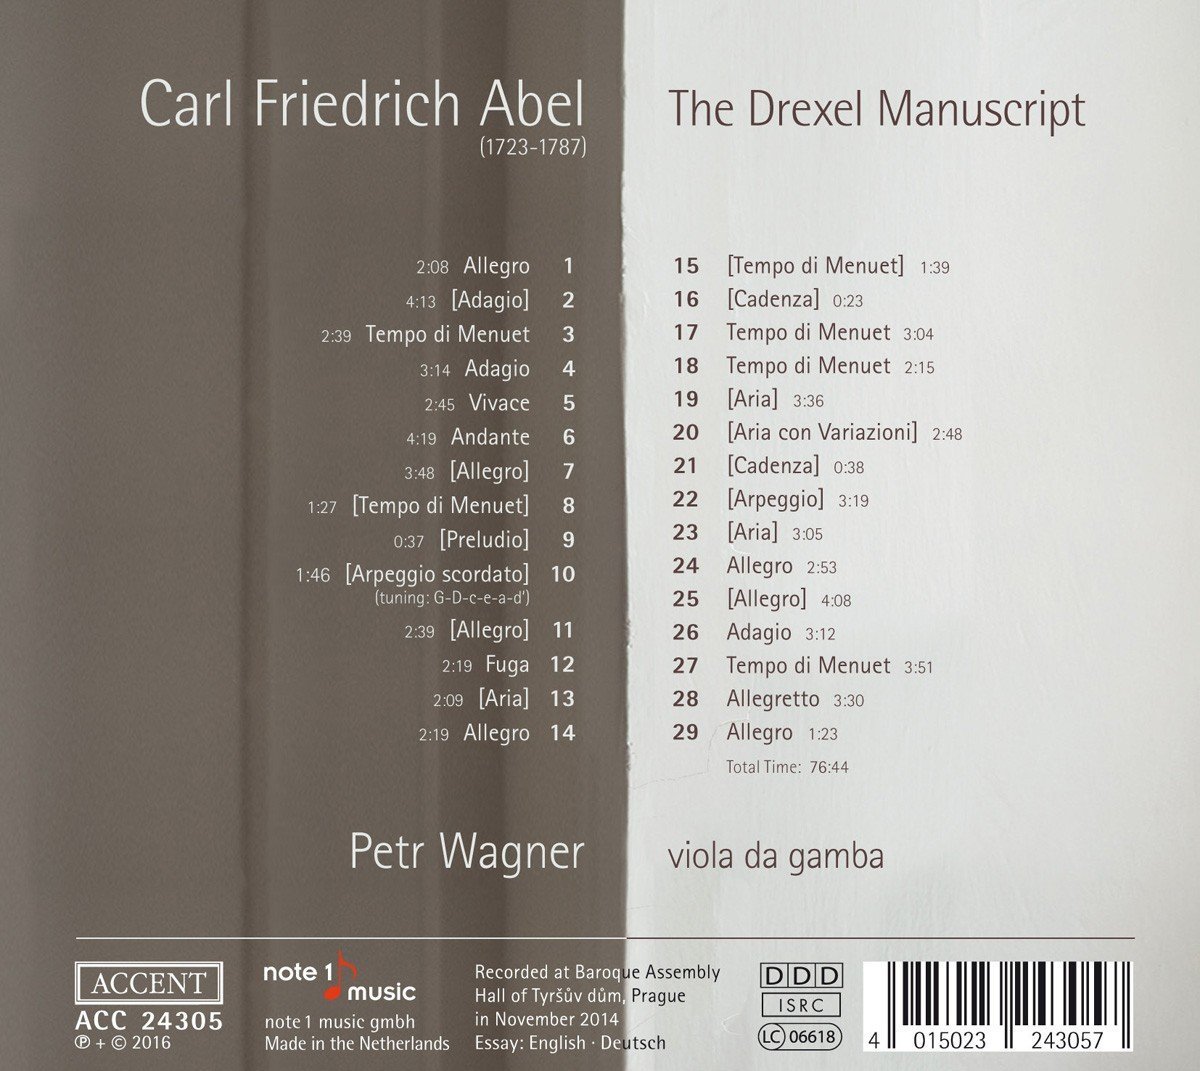 Carl Friedrich Abel
(1723-1787)
The Drexel Manuscript
2:08 Allegro 1
4:13 [Adagio] 2
2:39 Tempo di Menuet 3
3:14 Adagio 4
2:45 Vivace 5
4:19 Andante 6
3:48 [Allegro] 7
1:27 [Tempo di Menuet] 8
0:37 [Preludio] 9
1:46 [Arpeggio scordato] 10
(tuning: G-D-c-e-a-d')
2:39 [Allegro] 11
2:19 Fuga 12
2:09 [Aria] 13
2:19 Allegro 14
15 [Tempo di Menuet] 1:39
16 [Cadenza] 0:23
17 Tempo di Menuet 3:04
18 Tempo di Menuet 2:15
19 [Aria] 3:36
20 [Aria con Variazioni] 2:48
21 [Cadenza] 0:38
22 [Arpeggio] 3:19
23 [Aria] 3:05
24 Allegro 2:53
25 [Allegro] 4:08
26 Adagio 3:12
27 Tempo di Menuet 3:51
28 Allegretto 3:30
29 Allegro 1:23
Total Time: 76:44
Petr Wagner
viola da gamba
ACCENT
ACC 24305
℗ + © 2016
note 1
music
note 1 music gmbh
Made in the Netherlands
Recorded at Baroque Assembly
Hall of Tyršův dům, Prague
in November 2014
Essay: English · Deutsch
DDD
ISRC
LC 06618
4 015023 243057